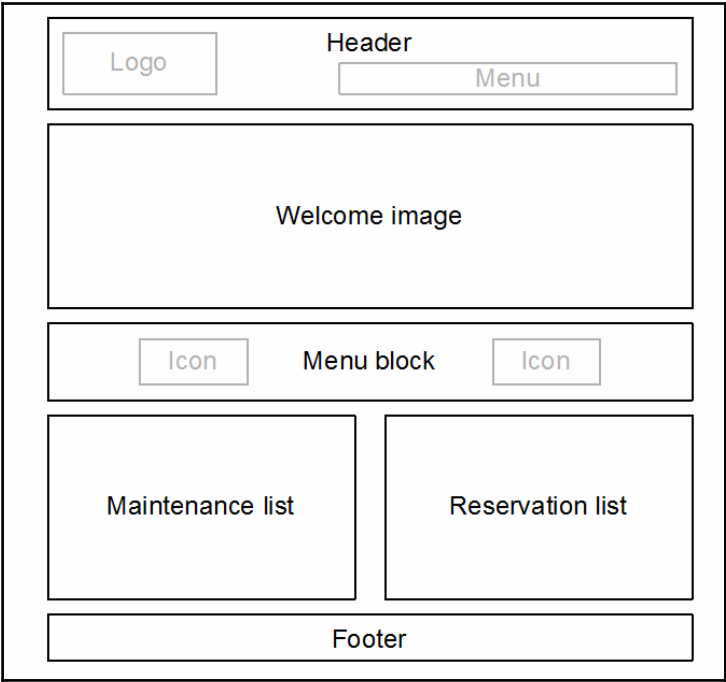 Header
Logo
Menu
Welcome image
Icon
Menu block
Icon
Maintenance list
Reservation list
Footer